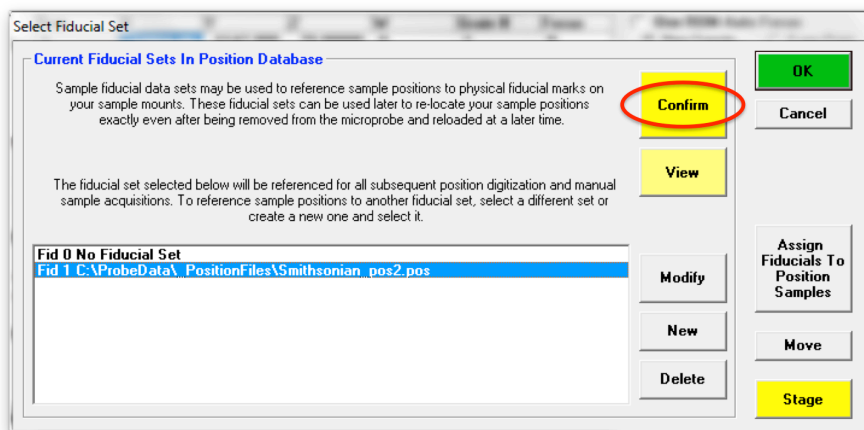 Y Z W Grain # Focus
Select Fiducial Set
Current Fiducial Sets In Position Database
Sample fiducial data sets may be used to reference sample positions to physical fiducial marks on
your sample mounts. These fiducial sets can be used later to re-locate your sample positions
exactly even after being removed from the microprobe and reloaded at a later time.
Confirm
OK
Cancel
View
The fiducial set selected below will be referenced for all subsequent position digitization and manual
sample acquisitions. To reference sample positions to another fiducial set, select a different set or
create a new one and select it.
Fid 0 No Fiducial Set
Fid 1 C:\ProbeData\_PositionFiles\Smithsonian_pos2.pos
Modify
New
Delete
Assign
Fiducials To
Position
Samples
Move
Stage